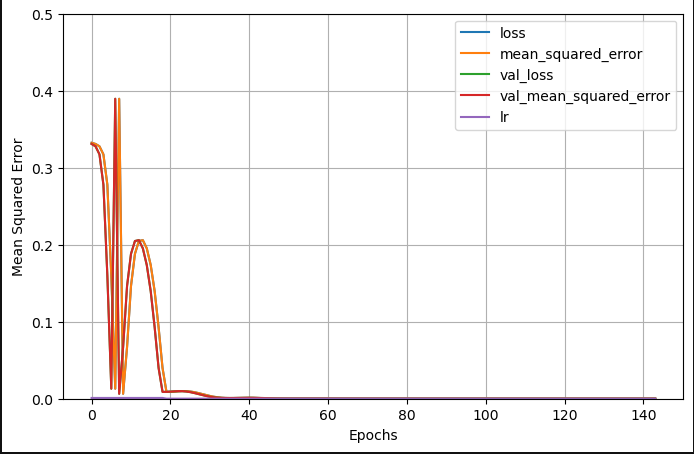 0.5
0.4
0.3
0.2
0.1
0.0
Mean Squared Error
loss
mean_squared_error
val_loss
val_mean_squared_error
lr
0 20 40 60 80 100 120 140
Epochs